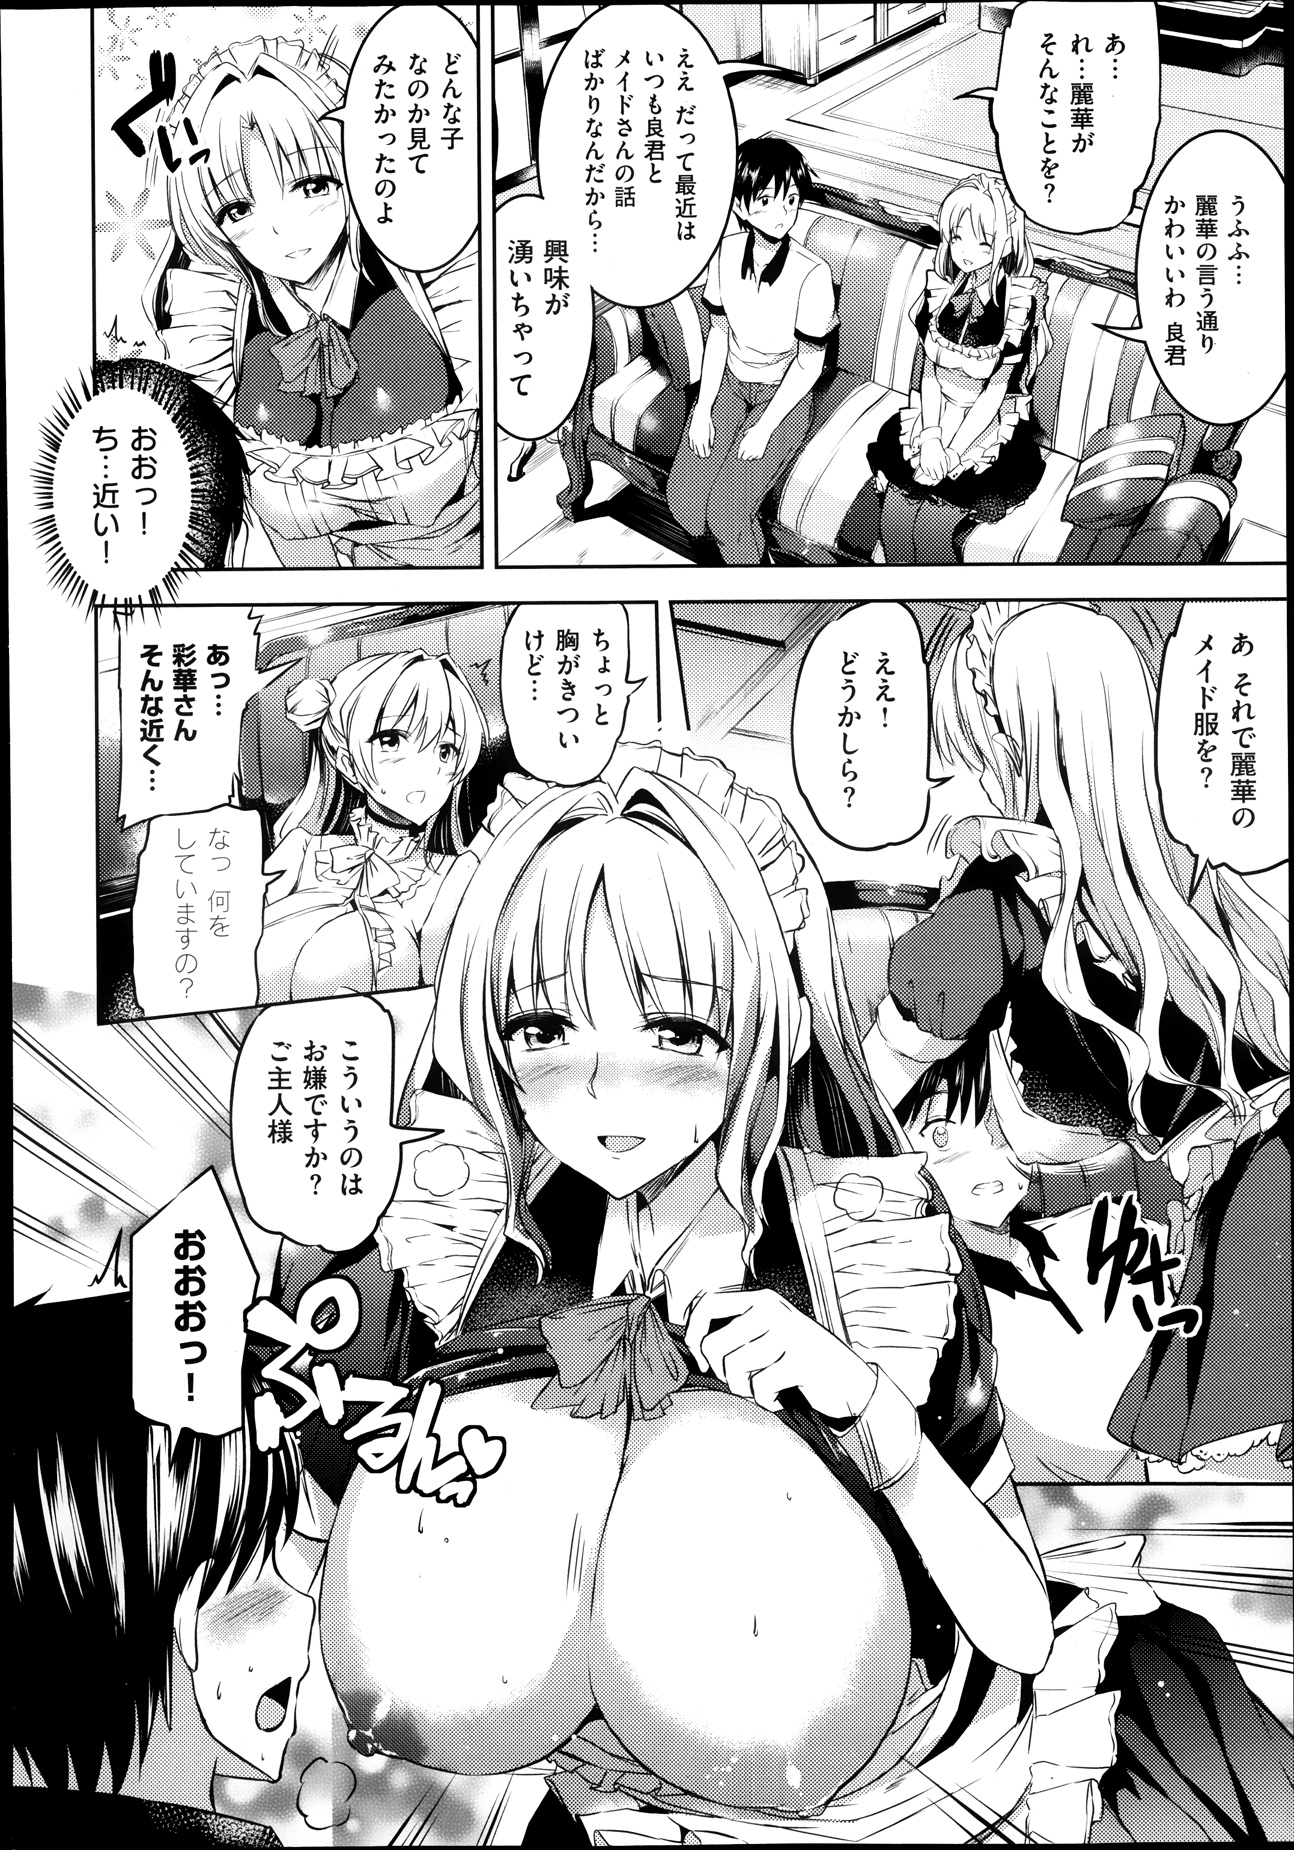 うふふ…
麗華の言う通り
かわいいわ 良君
あ…
れ…麗華が
そんなことを？
ええ だって最近は
いつも良君と
メイドさんの話
ばかりなんだから…
興味が
湧いちゃって
どんな子
なのか見て
みたかったのよ
ぐいっ
おおっ！
ち…近い！
あ それで麗華の
メイド服を？
ええ！
どうかしら？
ゆさっ
ちょっと
胸がきつい
けど…
あっ…
彩華さん
そんな近く…
なっ 何を
していますの？
こういうのは
お嫌ですか？
ご主人様
おおおっ！
ぷるんっ♡